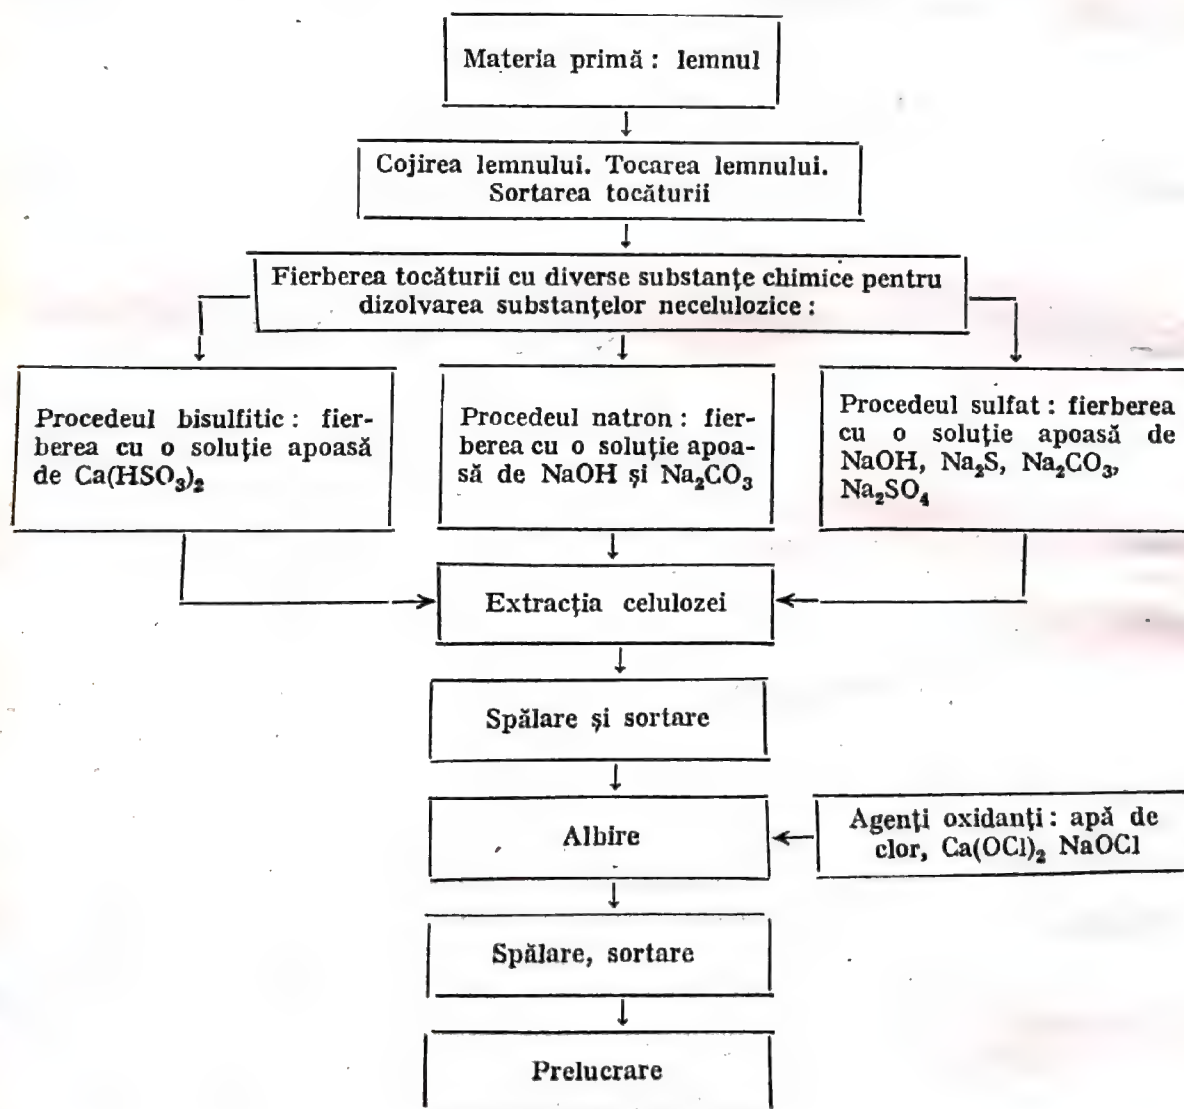 Materia primă : lemnul
Cojirea lemnului. Tocarea lemnului.
Sortarea tocăturii
Fierberea tocăturii cu diverse substanțe chimice pentru
dizolvarea substanțelor necelulozice :
Procedeul bisulfitic : fier-
berea cu o soluție apoasă
de Ca(HSO₃)₂
Procedeul natron : fier-
berea cu o soluție apoa-
să de NaOH și Na₂CO₃
Procedeul sulfat : fierberea
cu o soluție apoasă de
NaOH, Na₂S, Na₂CO₃,
Na₂SO₄
Extracția celulozei
Spălare și sortare
Albire
Agenți oxidanți : apă de
clor, Ca(OCl)₂ NaOCl
Spălare, sortare
Prelucrare